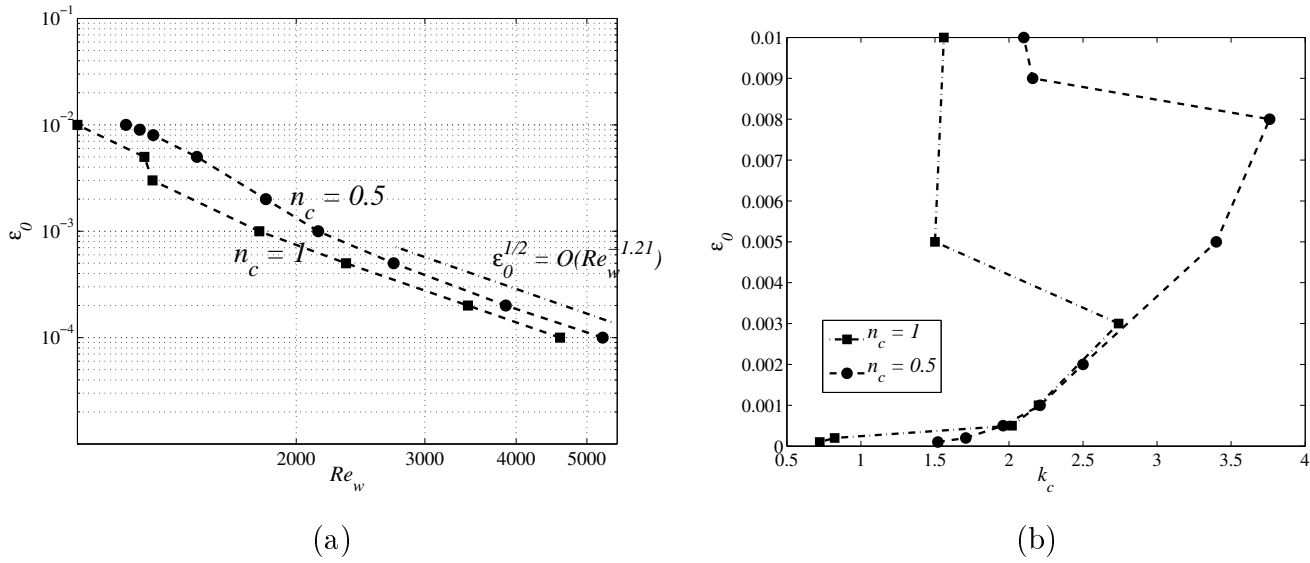 10^-1
10^-2
10^-3
10^-4
ε_0
n_c = 0.5
n_c = 1
ε_0^1/2 = O(Re_w^-1.21)
2000 3000 4000 5000
Re_w
(a)
0.01
0.009
0.008
0.007
0.006
0.005
0.004
0.003
0.002
0.001
0
ε_0
n_c = 1
n_c = 0.5
0.5 1 1.5 2 2.5 3 3.5 4
k_c
(b)